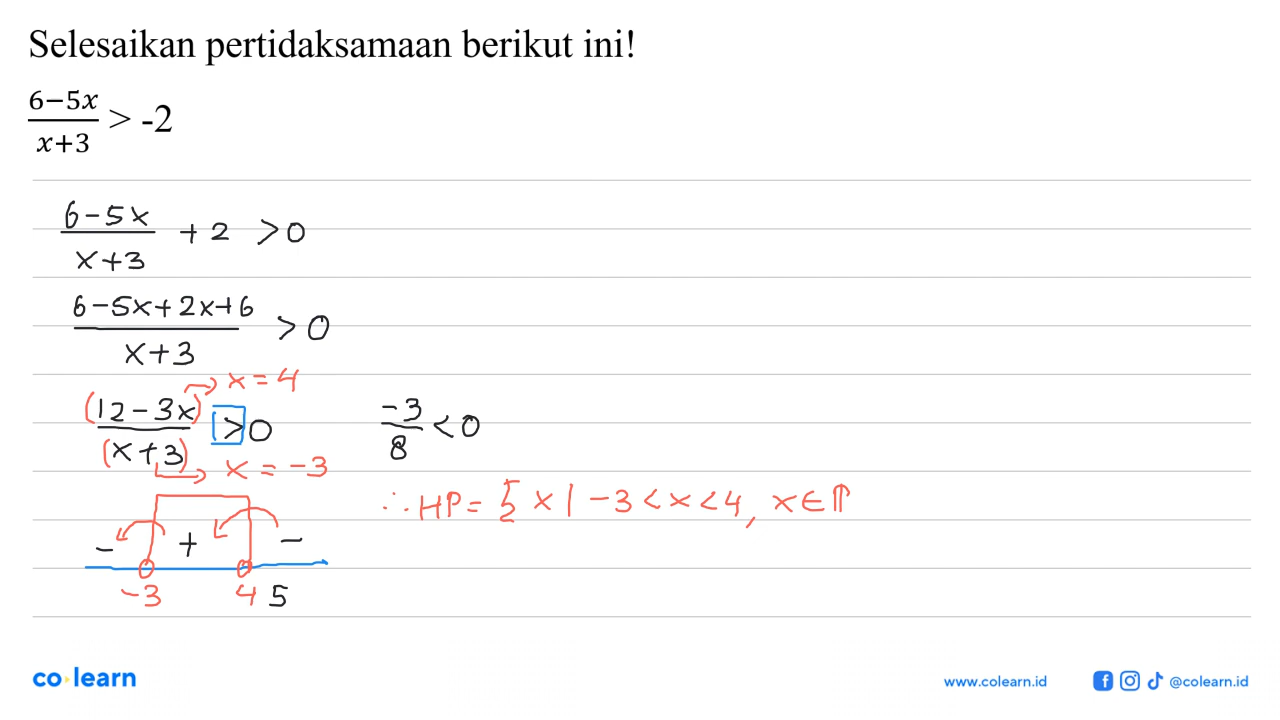 Selesaikan pertidaksamaan berikut ini!
6−5x
x+3
> -2
6-5x
x+3
+ 2 > 0
6-5x+2x+6
x+3
> 0
x = 4
(12-3x)
(x+3)
> 0
x = -3
-3
8
< 0
∴ HP = { x | -3 < x < 4, x ∈
- + -
-3 4 5
co learn
www.colearn.id
@colearn.id